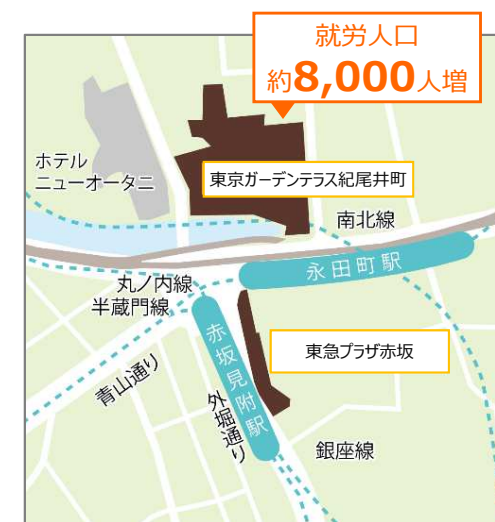 就労人口
約8,000人増
ホテル
ニューオータニ
東京ガーデンテラス紀尾井町
南北線
永田町駅
丸ノ内線
半蔵門線
赤坂見附駅
東急プラザ赤坂
青山通り
外堀通り
銀座線